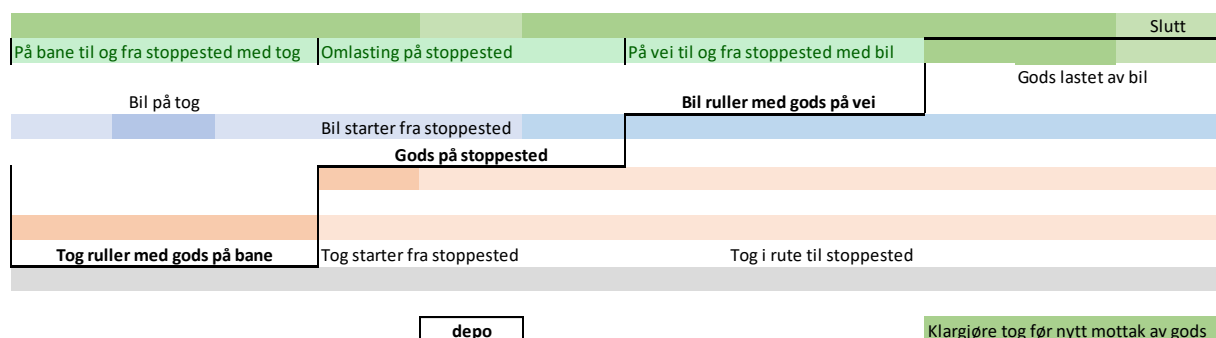 Slutt
På bane til og fra stoppested med tog
Omlasting på stoppested
På vei til og fra stoppested med bil
Gods lastet av bil
Bil på tog
Bil ruller med gods på vei
Bil starter fra stoppested
Gods på stoppested
Tog ruller med gods på bane
Tog starter fra stoppested
Tog i rute til stoppested
depo
Klargjøre tog før nytt mottak av gods